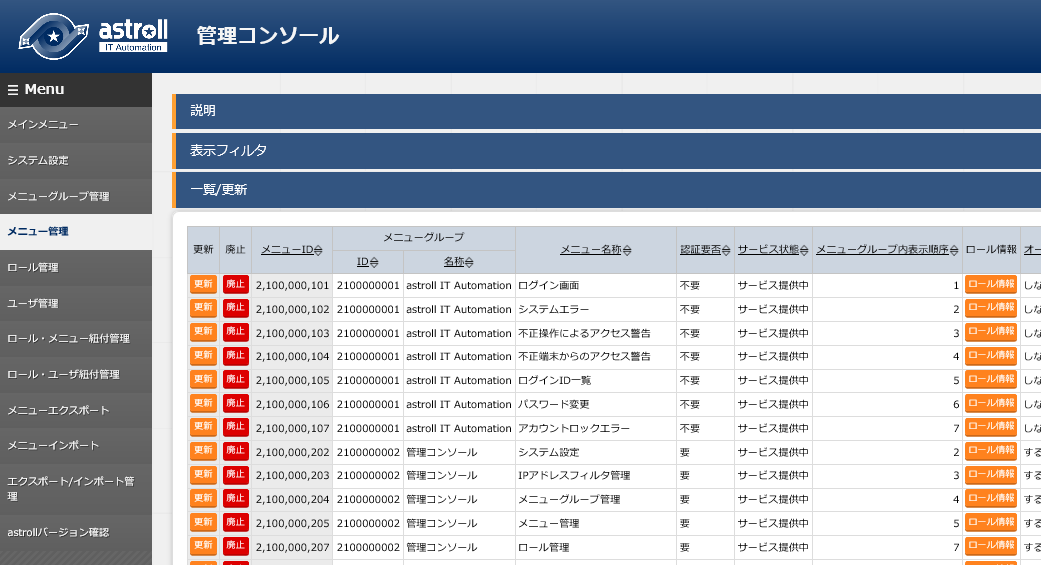 astroll
IT Automation
管理コンソール
Menu
メインメニュー
システム設定
メニューグループ管理
メニュー管理
ロール管理
ユーザ管理
ロール・メニュー紐付管理
ロール・ユーザ紐付管理
メニューエクスポート
メニューインポート
エクスポート/インポート管
理
astrollバージョン確認
説明
表示フィルタ
一覧/更新
更新 廃止 メニューID メニューグループ メニュー名称 認証要否 サービス状態 メニューグループ内表示順序 ロール情報 オー
ID 名称
更新 廃止 2,100,000,101 2100000001 astroll IT Automation ログイン画面 不要 サービス提供中 1 ロール情報 しな
更新 廃止 2,100,000,102 2100000001 astroll IT Automation システムエラー 不要 サービス提供中 2 ロール情報 しな
更新 廃止 2,100,000,103 2100000001 astroll IT Automation 不正操作によるアクセス警告 不要 サービス提供中 3 ロール情報 しな
更新 廃止 2,100,000,104 2100000001 astroll IT Automation 不正端末からのアクセス警告 不要 サービス提供中 4 ロール情報 しな
更新 廃止 2,100,000,105 2100000001 astroll IT Automation ログインID一覧 不要 サービス提供中 5 ロール情報 しな
更新 廃止 2,100,000,106 2100000001 astroll IT Automation パスワード変更 不要 サービス提供中 6 ロール情報 しな
更新 廃止 2,100,000,107 2100000001 astroll IT Automation アカウントロックエラー 不要 サービス提供中 7 ロール情報 しな
更新 廃止 2,100,000,202 2100000002 管理コンソール システム設定 要 サービス提供中 2 ロール情報 する
更新 廃止 2,100,000,203 2100000002 管理コンソール IPアドレスフィルタ管理 要 サービス提供中 3 ロール情報 する
更新 廃止 2,100,000,204 2100000002 管理コンソール メニューグループ管理 要 サービス提供中 4 ロール情報 する
更新 廃止 2,100,000,205 2100000002 管理コンソール メニュー管理 要 サービス提供中 5 ロール情報 する
更新 廃止 2,100,000,207 2100000002 管理コンソール ロール管理 要 サービス提供中 7 ロール情報 する